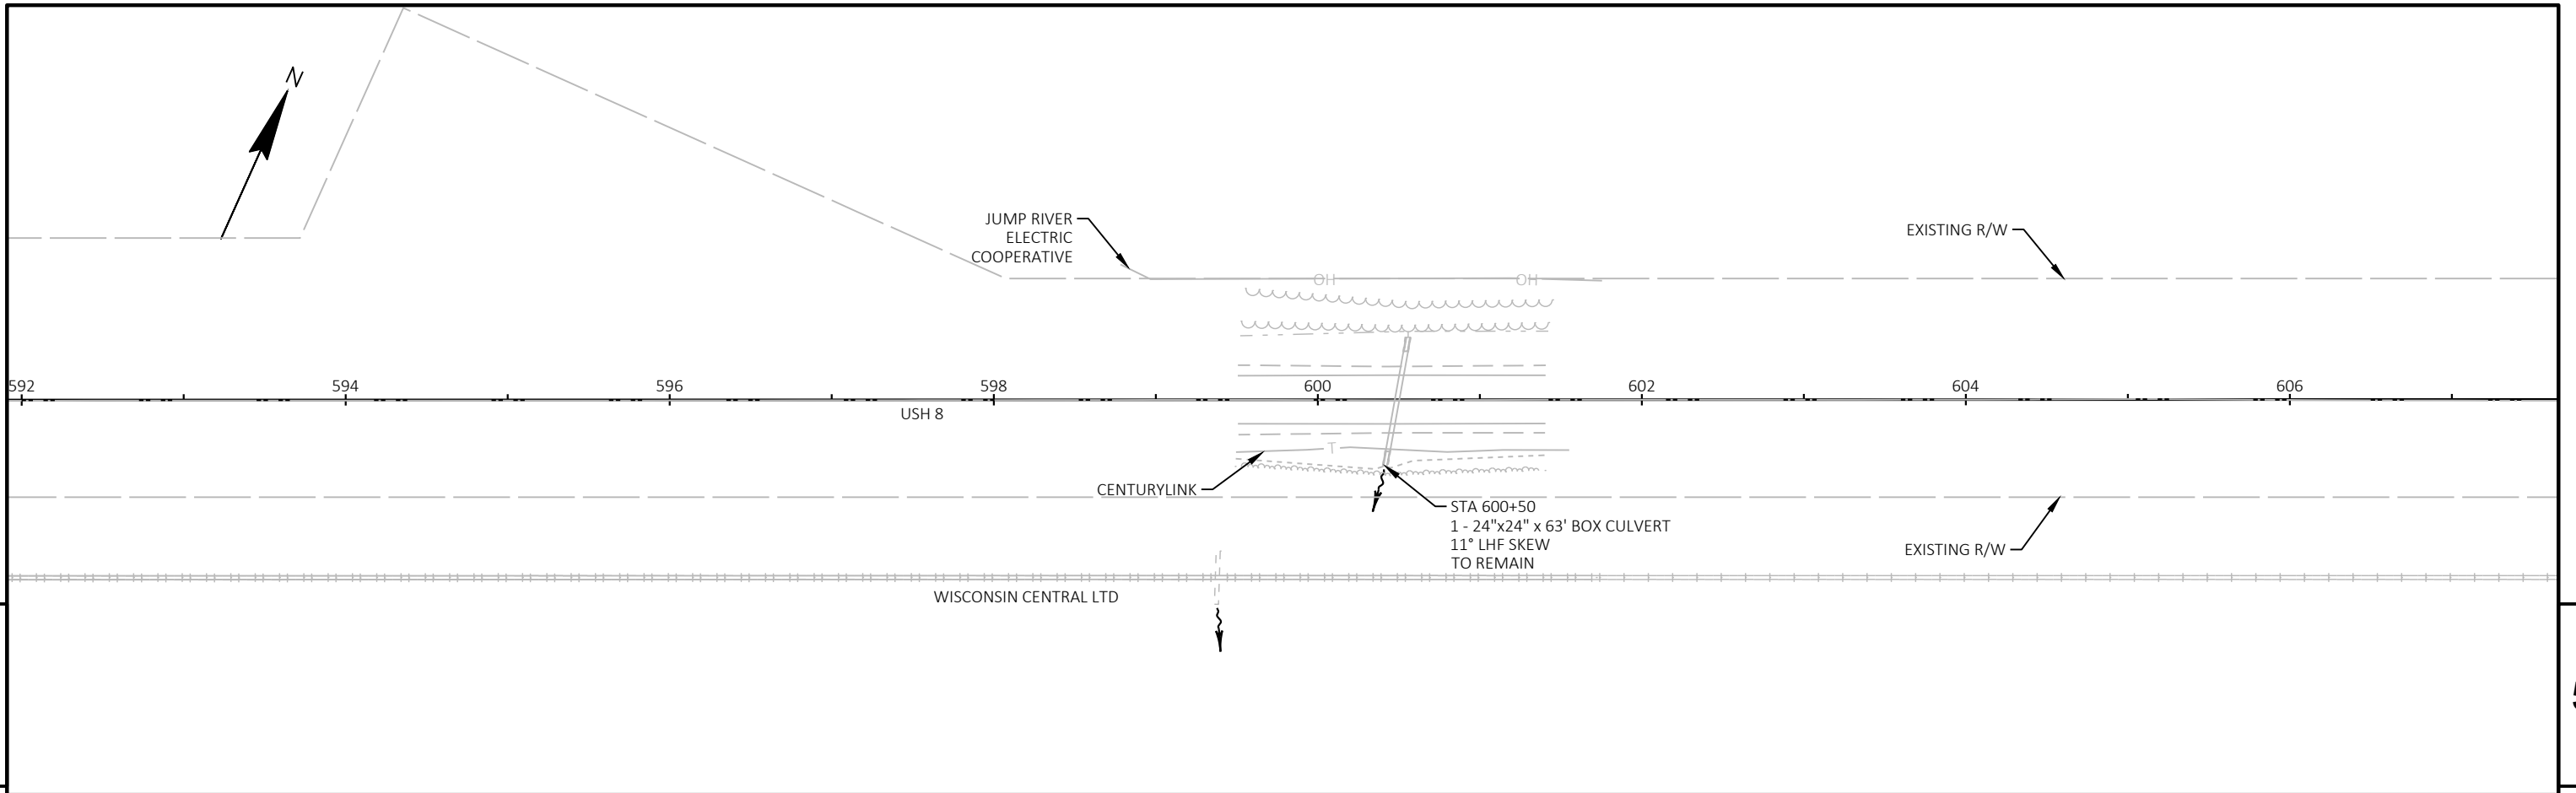 N
JUMP RIVER
ELECTRIC
COOPERATIVE
EXISTING R/W
OH OH
592 594 596 598 600 602 604 606
USH 8
T
CENTURYLINK
STA 600+50
1 - 24"x24" x 63' BOX CULVERT
11° LHF SKEW
TO REMAIN
EXISTING R/W
WISCONSIN CENTRAL LTD